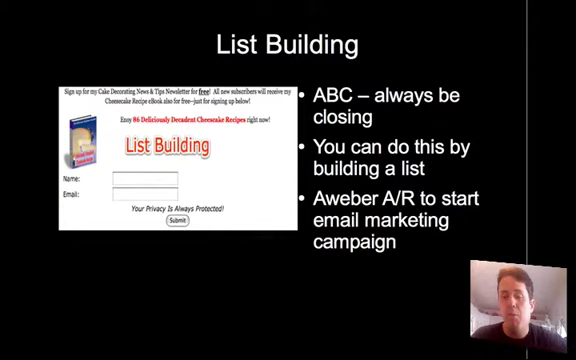 List Building
Sign up for my Cake Decorating News & Tips Newsletter for free! All new subscribers will receive my
Cheesecake Recipe eBook also for free--just for signing up below!
Enoy 86 Deliciously Decadent Cheesecake Recipes right now!
List Building
Name:
Email:
Your Privacy Is Always Protected!
Submit
• ABC – always be
closing
• You can do this by
building a list
• Aweber A/R to start
email marketing
campaign